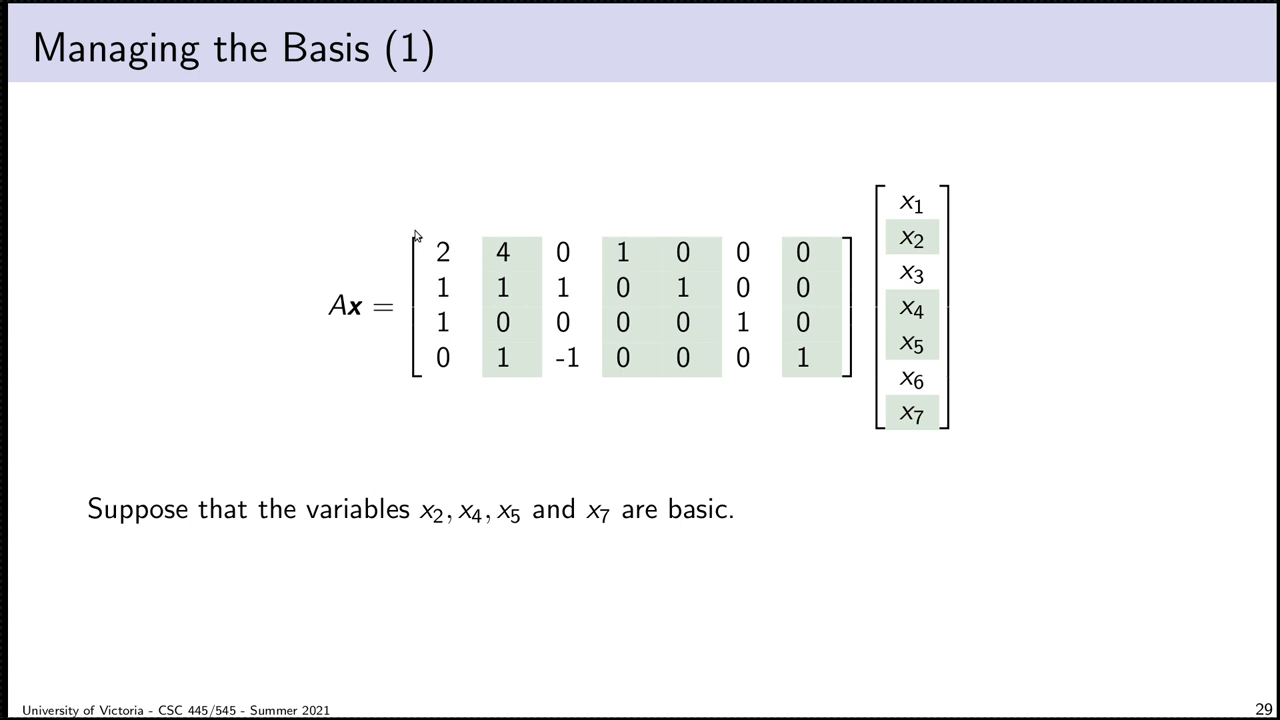 Managing the Basis (1)
Ax =
2 4 0 1 0 0 0
1 1 1 0 1 0 0
1 0 0 0 0 1 0
0 1 -1 0 0 0 1
x1
x2
x3
x4
x5
x6
x7
Suppose that the variables x2, x4, x5 and x7 are basic.
University of Victoria - CSC 445/545 - Summer 2021
29